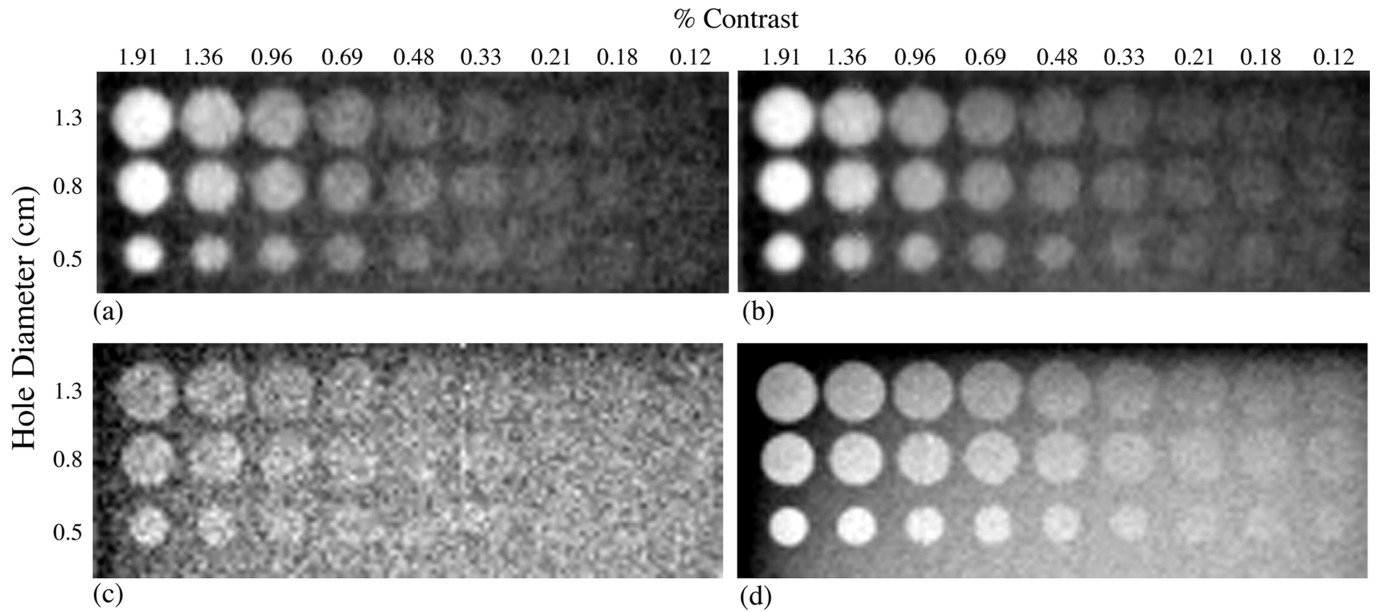 % Contrast
1.91 1.36 0.96 0.69 0.48 0.33 0.21 0.18 0.12 1.91 1.36 0.96 0.69 0.48 0.33 0.21 0.18 0.12
Hole Diameter (cm)
1.3
0.8
0.5
(a) (b)
1.3
0.8
0.5
(c) (d)